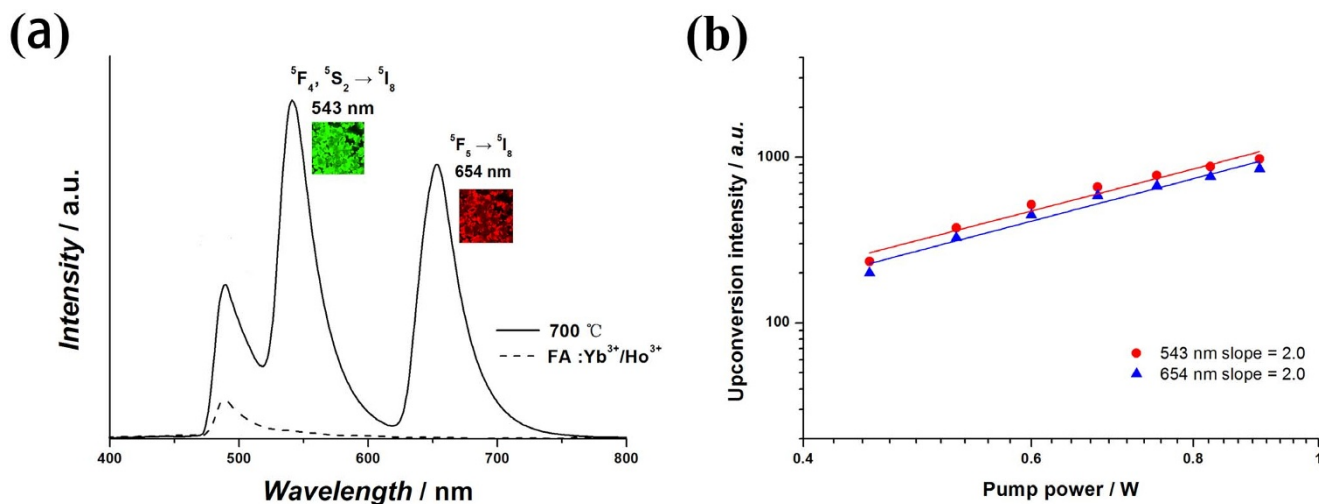 (a)
⁵F₄, ⁵S₂ → ⁵I₈
543 nm
⁵F₅ → ⁵I₈
654 nm
700 ℃
FA :Yb³⁺/Ho³⁺
Intensity / a.u.
400 500 600 700 800
Wavelength / nm
(b)
1000
100
Upconversion intensity / a.u.
543 nm slope = 2.0
654 nm slope = 2.0
0.4 0.6 0.8 1
Pump power / W